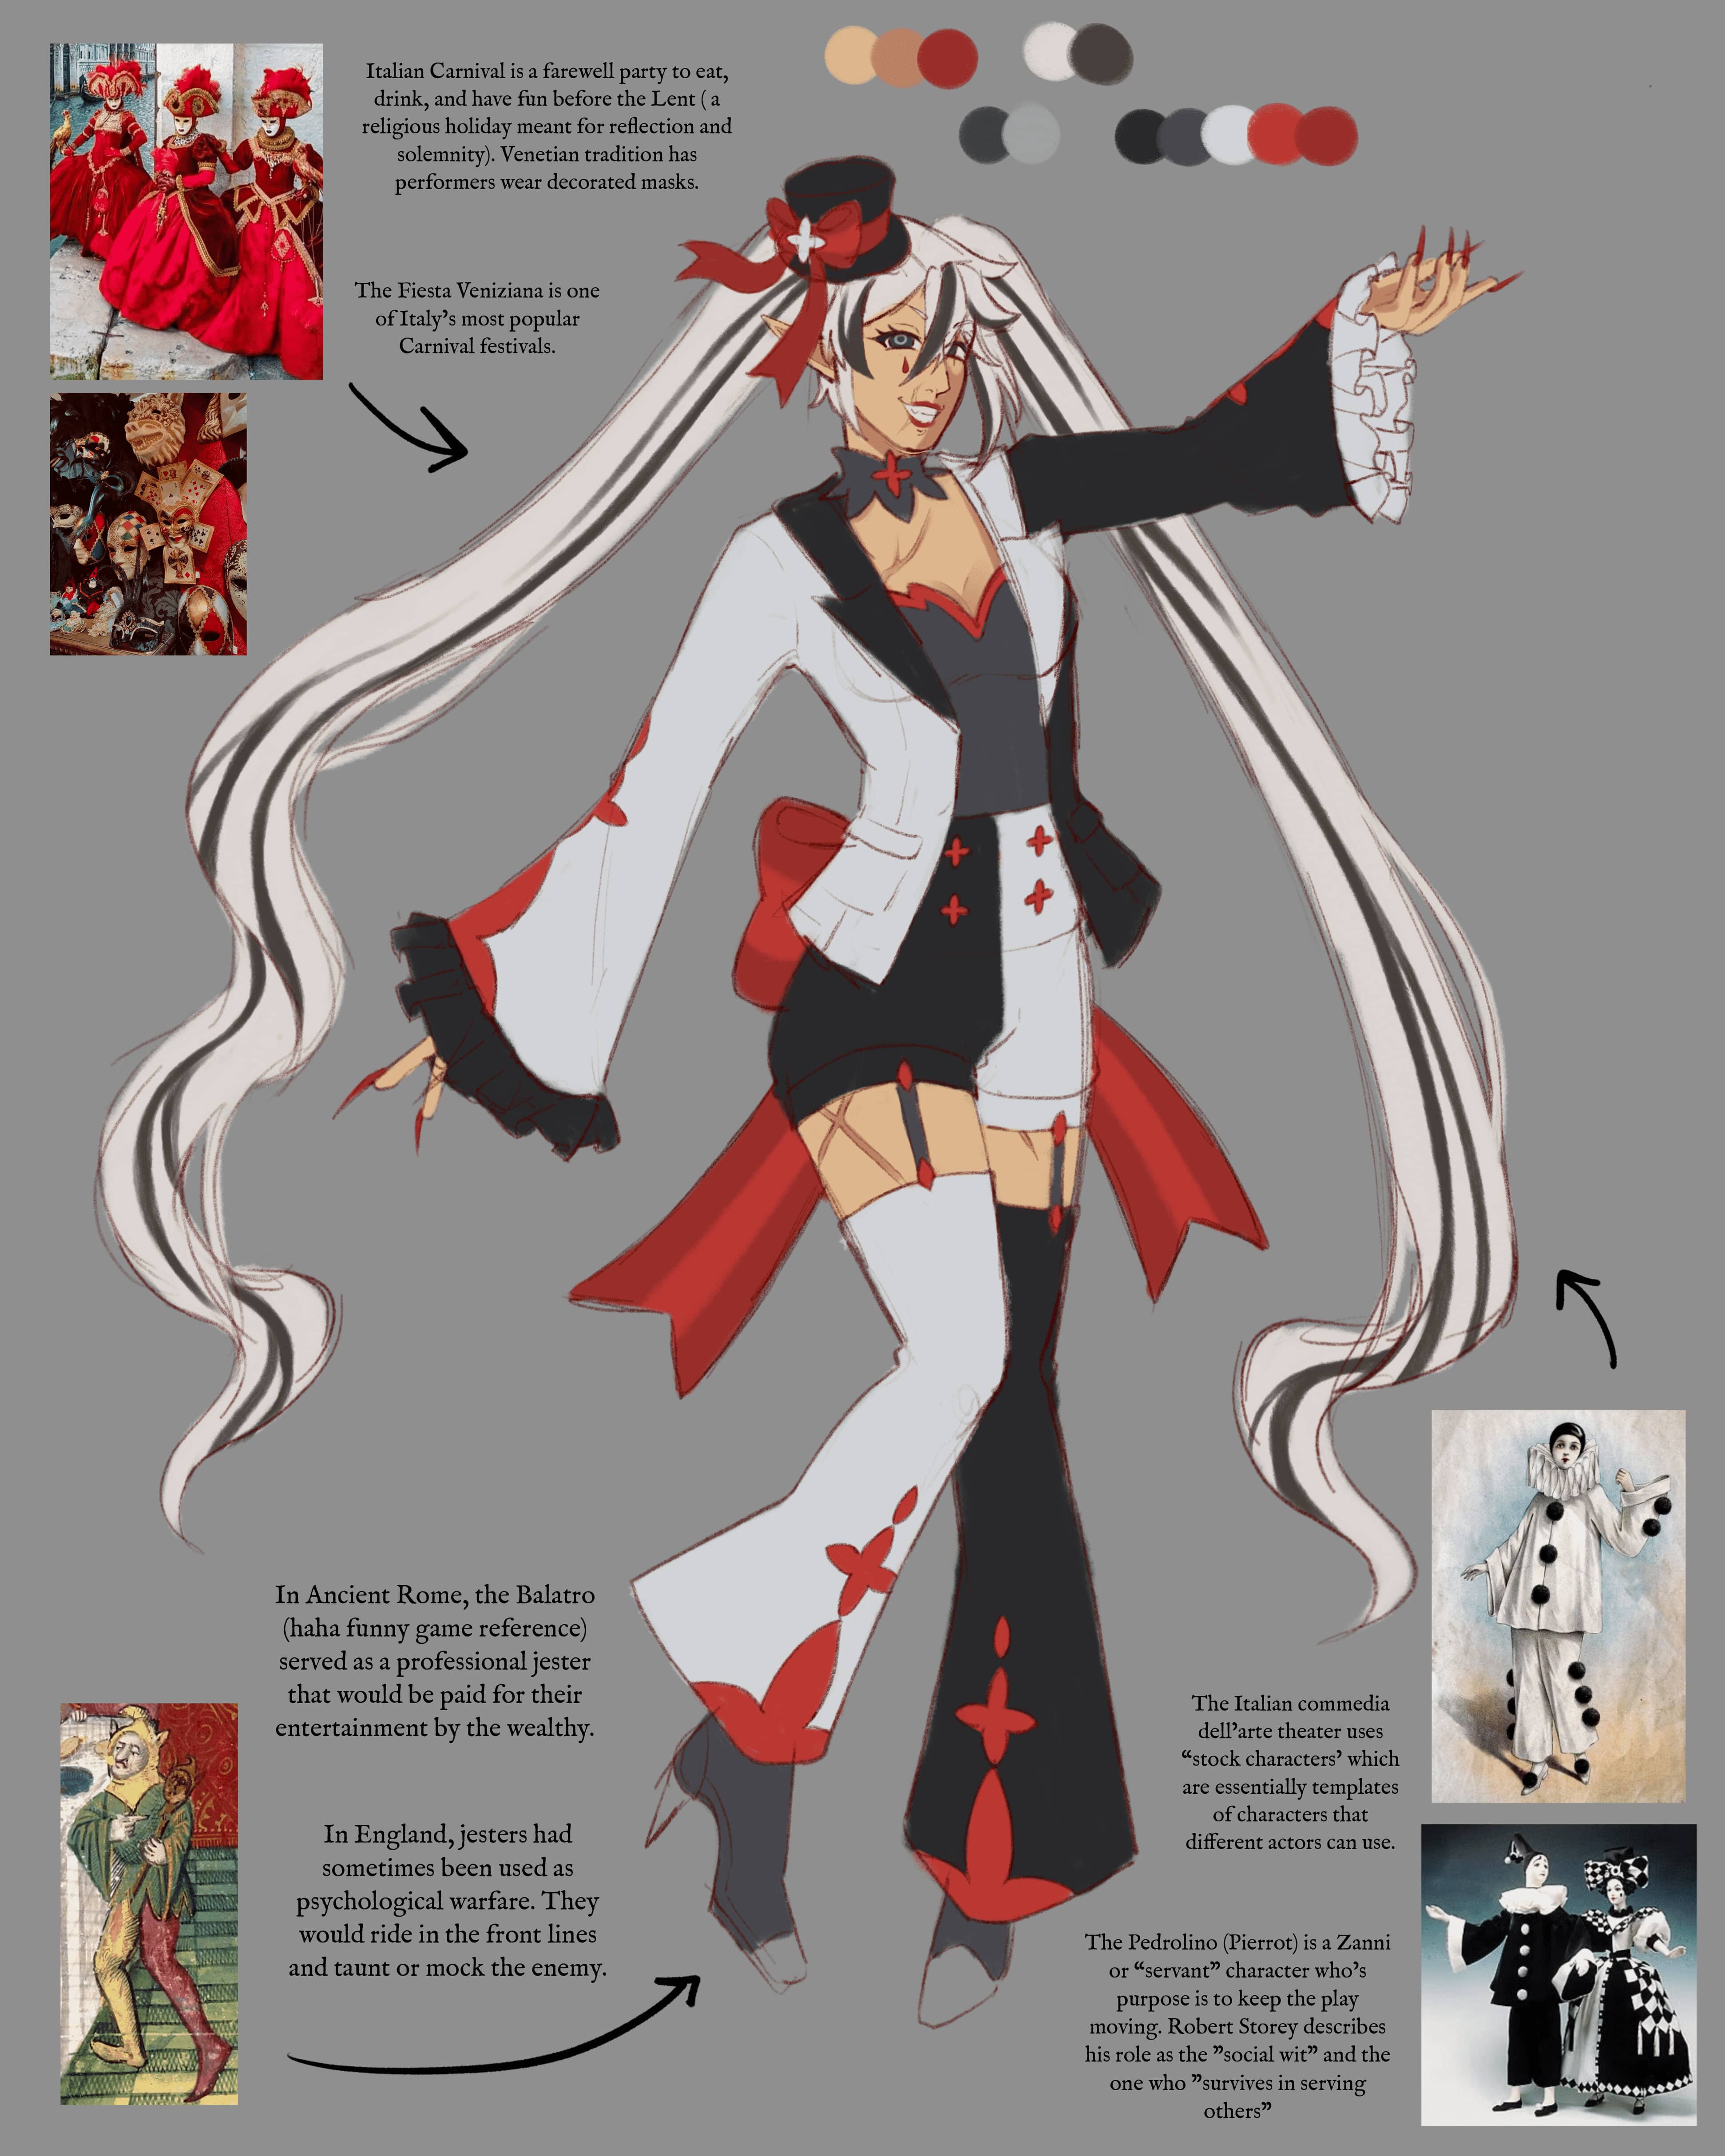 Italian Carnival is a farewell party to eat,
drink, and have fun before the Lent ( a
religious holiday meant for reflection and
solemnity). Venetian tradition has
performers wear decorated masks.
The Fiesta Veniziana is one
of Italy's most popular
Carnival festivals.
In Ancient Rome, the Balatro
(haha funny game reference)
served as a professional jester
that would be paid for their
entertainment by the wealthy.
In England, jesters had
sometimes been used as
psychological warfare. They
would ride in the front lines
and taunt or mock the enemy.
The Italian commedia
dell'arte theater uses
“stock characters’ which
are essentially templates
of characters that
different actors can use.
The Pedrolino (Pierrot) is a Zanni
or “servant” character who's
purpose is to keep the play
moving. Robert Storey describes
his role as the ”social wit” and the
one who ”survives in serving
others”